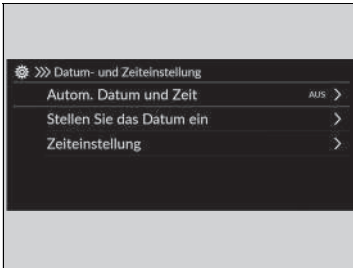 >>> Datum- und Zeiteinstellung
Autom. Datum und Zeit AUS >
Stellen Sie das Datum ein >
Zeiteinstellung >